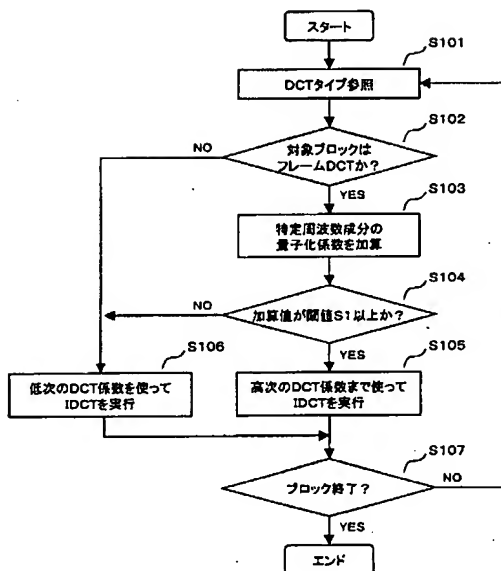 スタート
S101
DCTタイプ参照
S102
対象ブロックは
フレームDCTか？
NO
YES
S103
特定周波数成分の
量子化係数を加算
S104
加算値が閾値S1以上か？
NO
YES
S106
S105
低次のDCT係数を使って
IDCTを実行
高次のDCT係数まで使って
IDCTを実行
S107
ブロック終了？
NO
YES
エンド